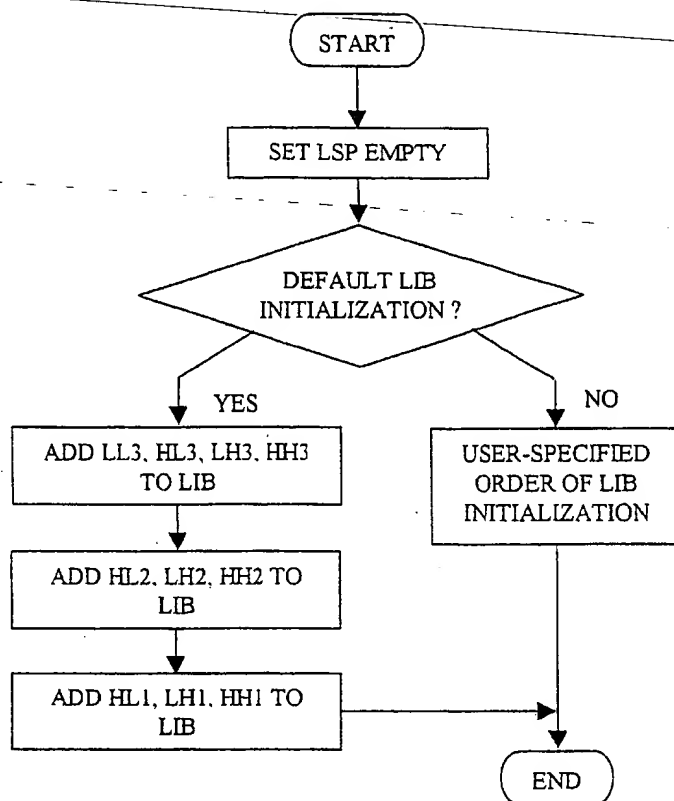 START
SET LSP EMPTY
DEFAULT LIB
INITIALIZATION ?
YES
NO
ADD LL3, HL3, LH3, HH3
TO LIB
USER-SPECIFIED
ORDER OF LIB
INITIALIZATION
ADD HL2, LH2, HH2 TO
LIB
ADD HL1, LH1, HH1 TO
LIB
END